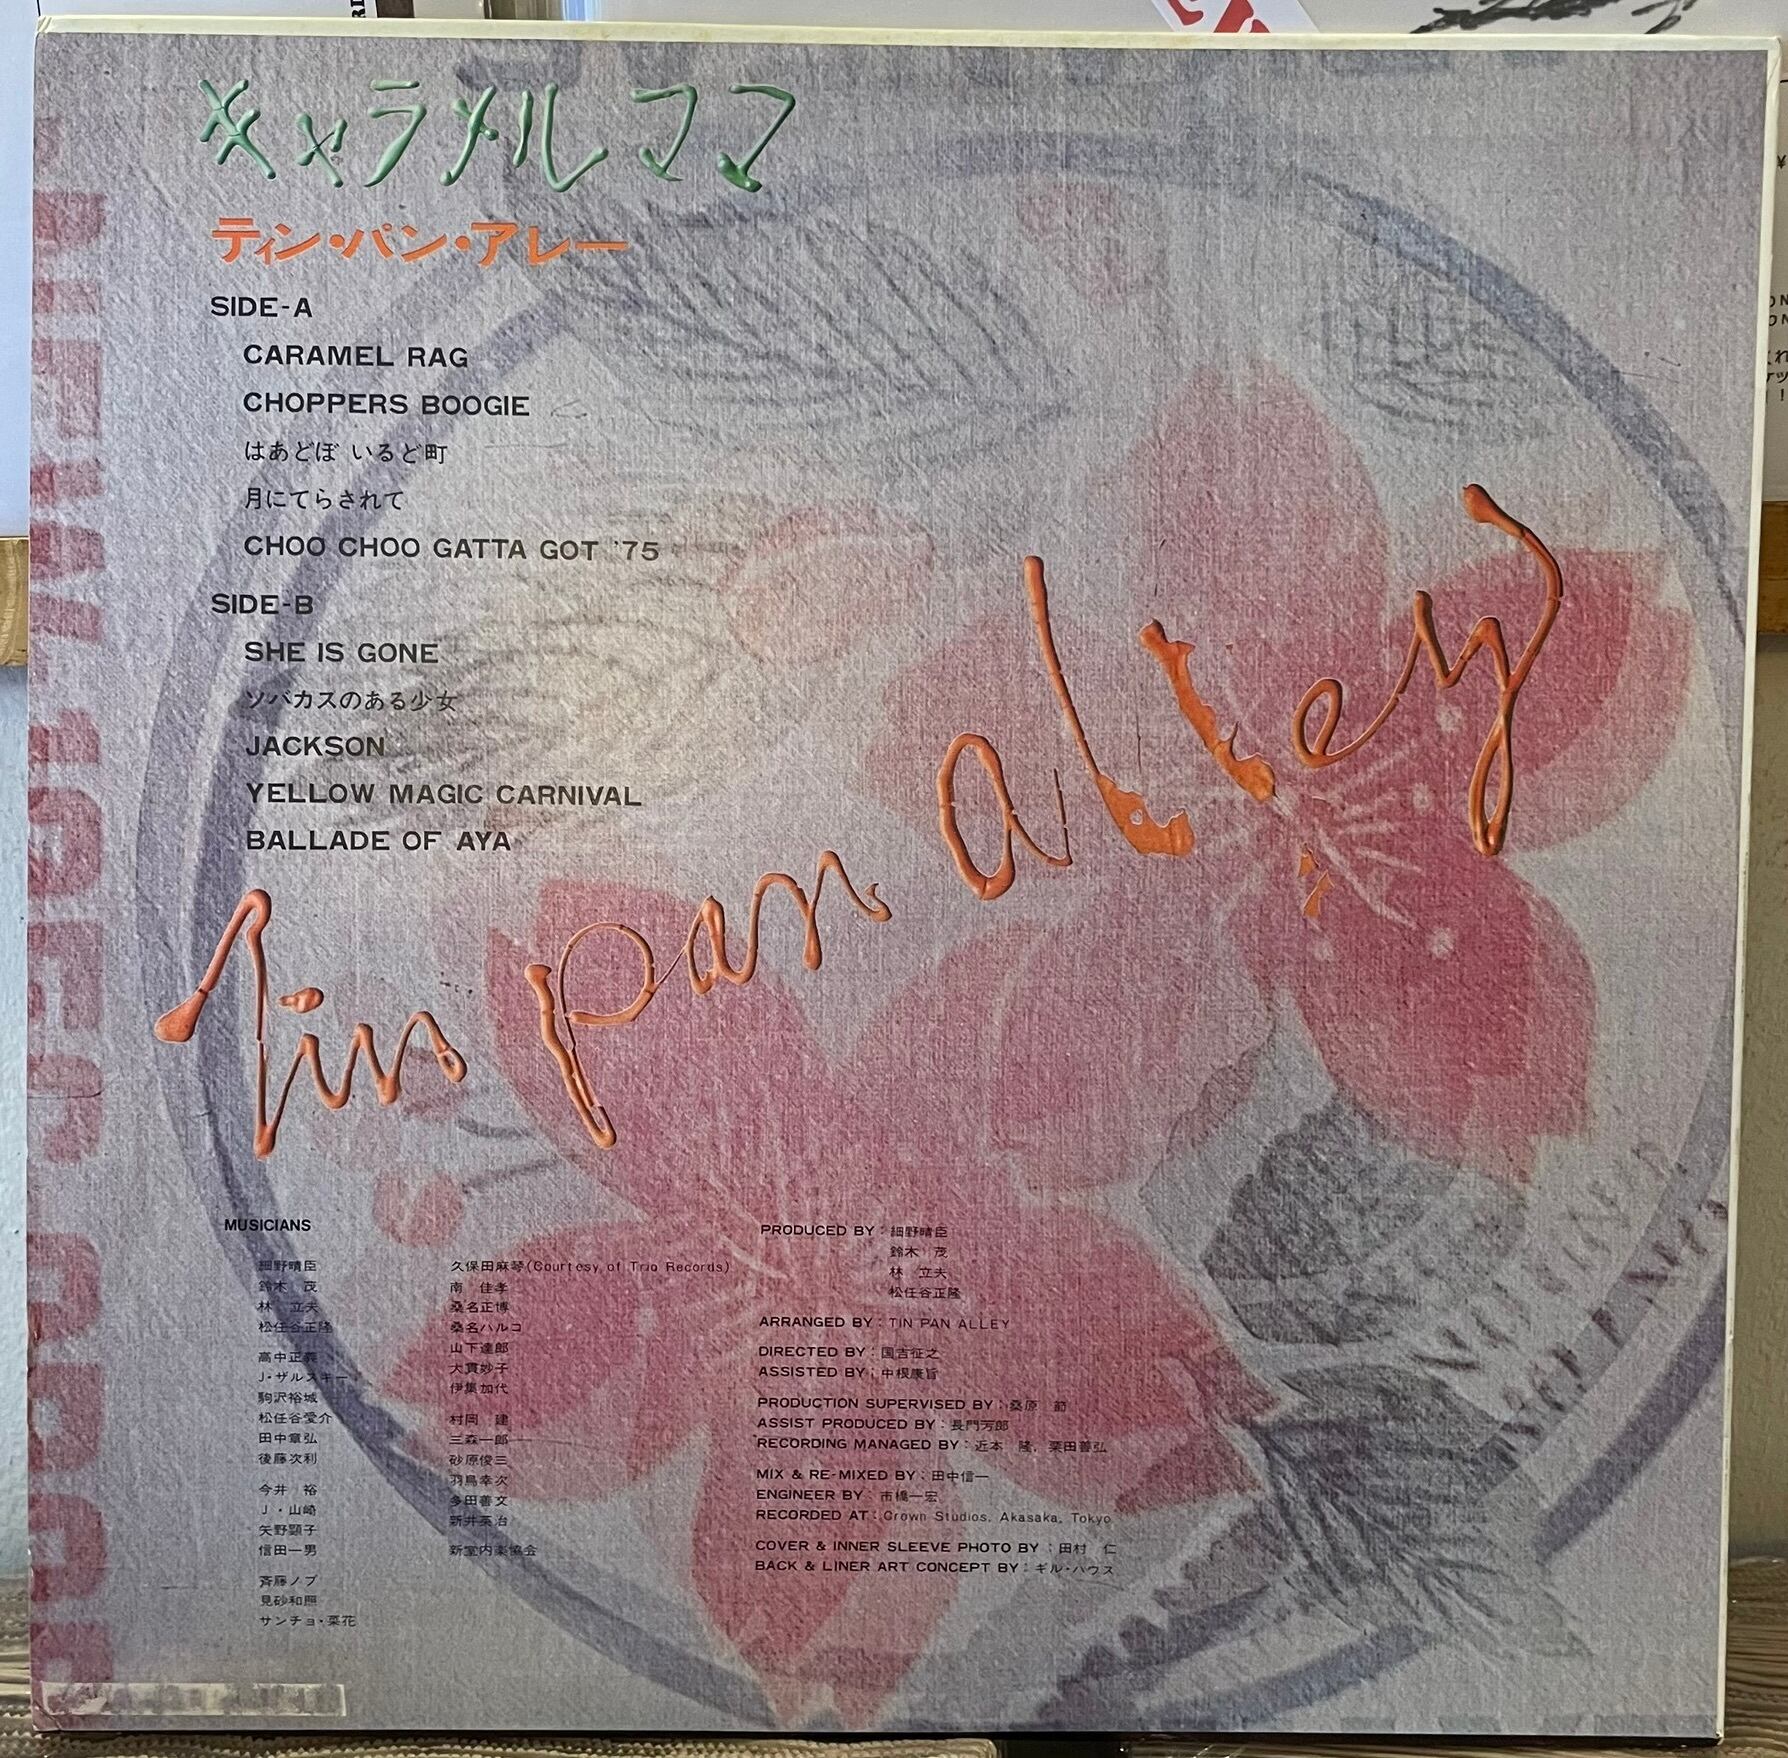 キャラメル ママ
ティン・パン・アレー
SIDE-A
CARAMEL RAG
CHOPPERS BOOGIE
はあどぼ いるど町
月にてらされて
CHOO CHOO GATTA GOT '75
SIDE-B
SHE IS GONE
ソバカスのある少女
JACKSON
YELLOW MAGIC CARNIVAL
BALLADE OF AYA
Tin pan alley
MUSICIANS
細野晴臣
鈴木 茂
林 立夫
松任谷正隆
高中正義
J・ザルスキー
駒沢裕城
松任谷愛介
田中章弘
後藤次利
今井 裕
J・山崎
矢野顕子
信田一男
斉藤ノブ
見砂和照
サンチョ・菜花
久保田麻琴(Courtesy of Trio Records)
南 佳孝
桑名正博
桑名ハルコ
山下達郎
大貫妙子
伊集加代
村岡 建
三森一郎
砂原俊三
羽鳥幸次
多田善文
新井英治
新室内楽協会
PRODUCED BY：細野晴臣
鈴木 茂
林 立夫
松任谷正隆
ARRANGED BY：TIN PAN ALLEY
DIRECTED BY：国吉征之
ASSISTED BY：中根康旨
PRODUCTION SUPERVISED BY：桑原 節
ASSIST PRODUCED BY：長門芳郎
RECORDING MANAGED BY：近本 隆, 栗田善弘
MIX & RE-MIXED BY：田中信一
ENGINEER BY：市橋一宏
RECORDED AT：Crown Studios, Akasaka, Tokyo
COVER & INNER SLEEVE PHOTO BY：田村 仁
BACK & LINER ART CONCEPT BY：ギル・ハウス